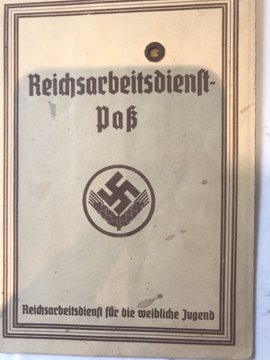 Reichsarbeitsdienst-
Paß
Reichsarbeitsdienst für die weibliche Jugend